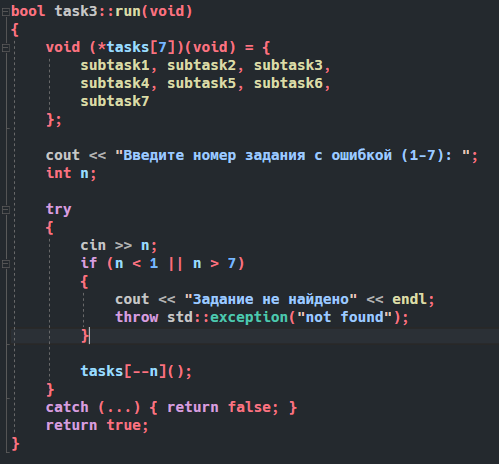 bool task3::run(void)
{
    void (*tasks[7])(void) = {
        subtask1, subtask2, subtask3,
        subtask4, subtask5, subtask6,
        subtask7
    };

    cout << "Введите номер задания с ошибкой (1-7): ";
    int n;

    try
    {
        cin >> n;
        if (n < 1 || n > 7)
        {
            cout << "Задание не найдено" << endl;
            throw std::exception("not found");
        }

        tasks[--n]();
    }
    catch (...) { return false; }
    return true;
}